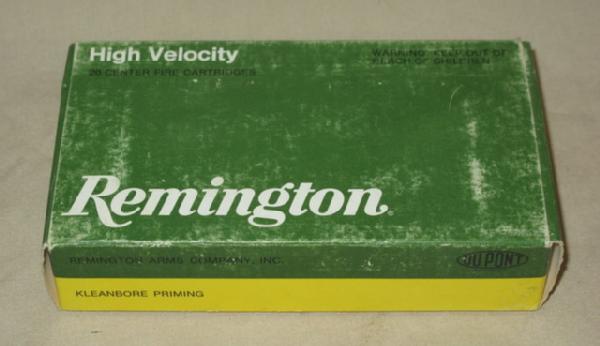 High Velocity
20 CENTER FIRE CARTRIDGES
WARNING: KEEP OUT OF
REACH OF CHILDREN
Remington®
REMINGTON ARMS COMPANY, INC.
DU PONT
KLEANBORE PRIMING